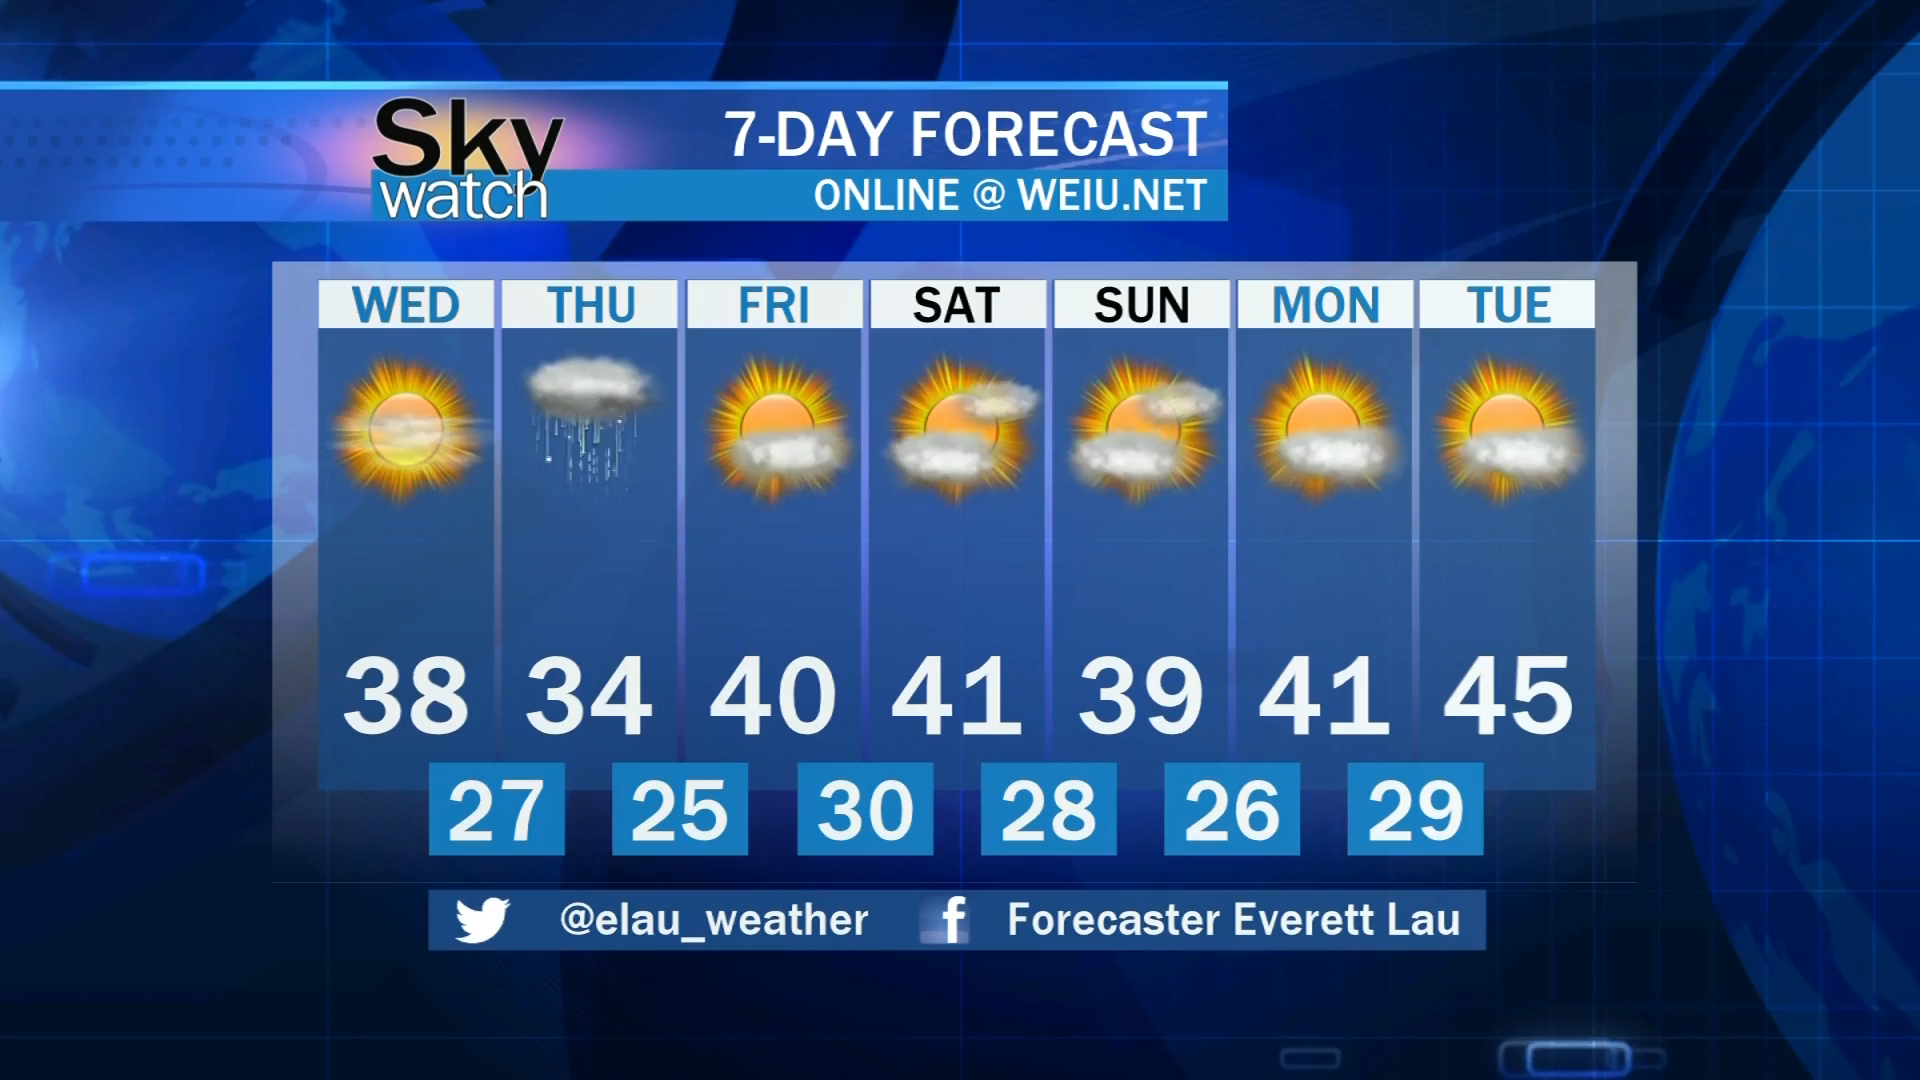 Sky
watch
7-DAY FORECAST
ONLINE @ WEIU.NET
WED THU FRI SAT SUN MON TUE
38 34 40 41 39 41 45
27 25 30 28 26 29
@elau_weather f Forecaster Everett Lau